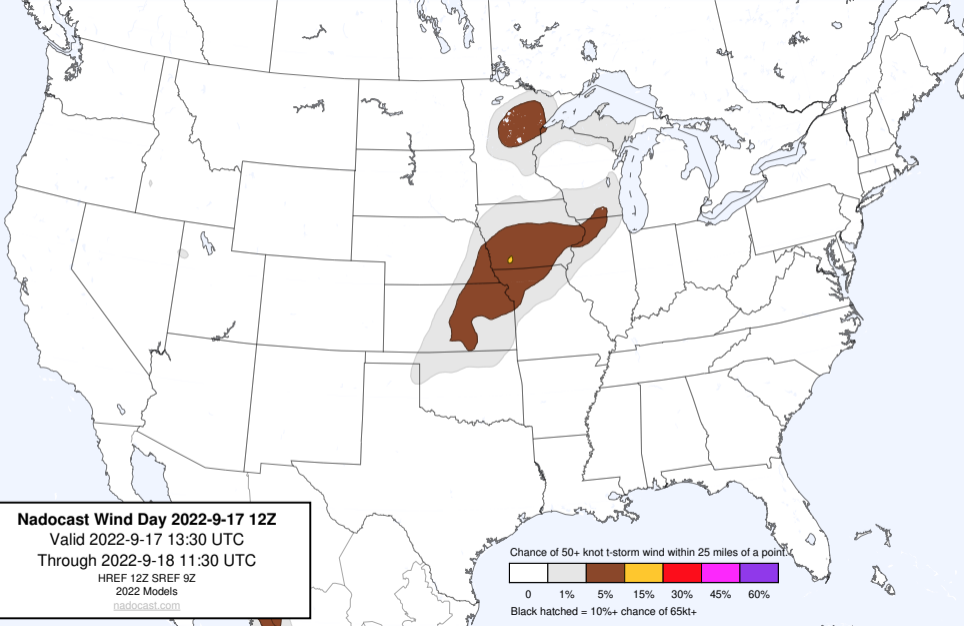 Nadocast Wind Day 2022-9-17 12Z
Valid 2022-9-17 13:30 UTC
Through 2022-9-18 11:30 UTC
HREF 12Z SREF 9Z
2022 Models
nadocast.com
Chance of 50+ knot t-storm wind within 25 miles of a point.
0 1% 5% 15% 30% 45% 60%
Black hatched = 10%+ chance of 65kt+